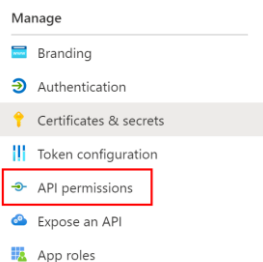 Manage
Branding
Authentication
Certificates & secrets
Token configuration
API permissions
Expose an API
App roles